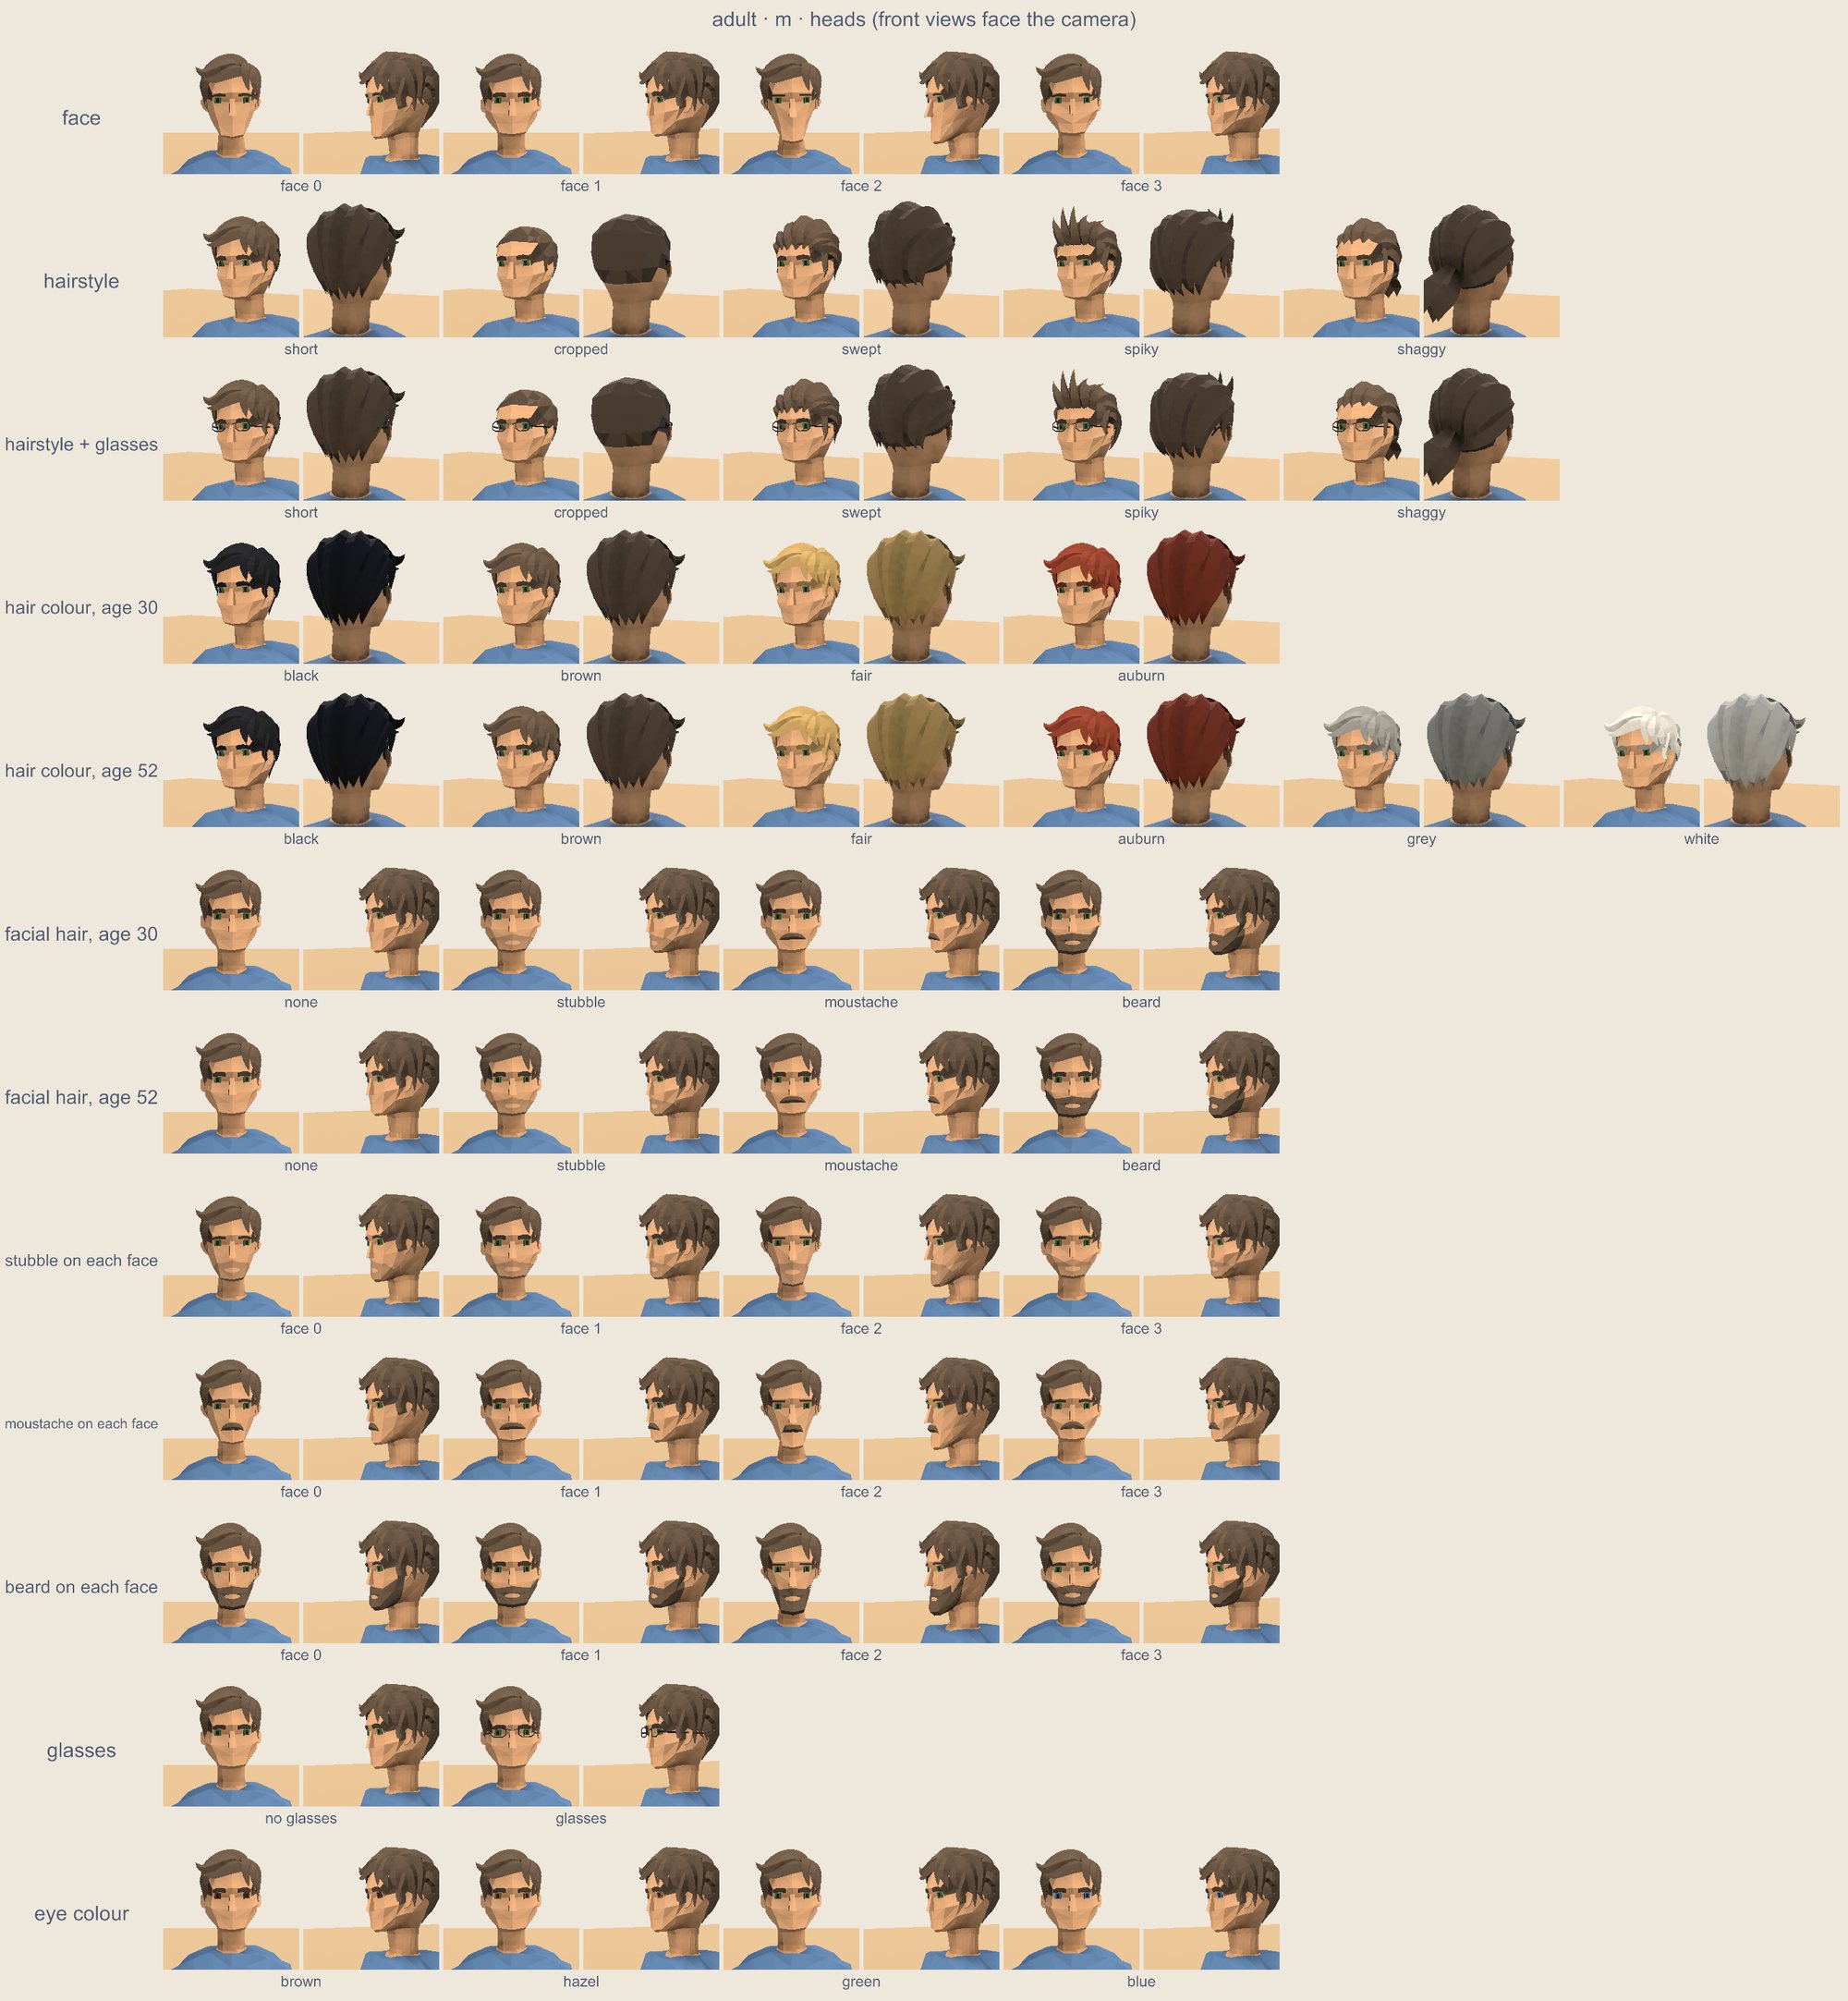 adult · m · heads (front views face the camera)
face
face 0 face 1 face 2 face 3
hairstyle
short cropped swept spiky shaggy
hairstyle + glasses
short cropped swept spiky shaggy
hair colour, age 30
black brown fair auburn
hair colour, age 52
black brown fair auburn grey white
facial hair, age 30
none stubble moustache beard
facial hair, age 52
none stubble moustache beard
stubble on each face
face 0 face 1 face 2 face 3
moustache on each face
face 0 face 1 face 2 face 3
beard on each face
face 0 face 1 face 2 face 3
glasses
no glasses glasses
eye colour
brown hazel green blue